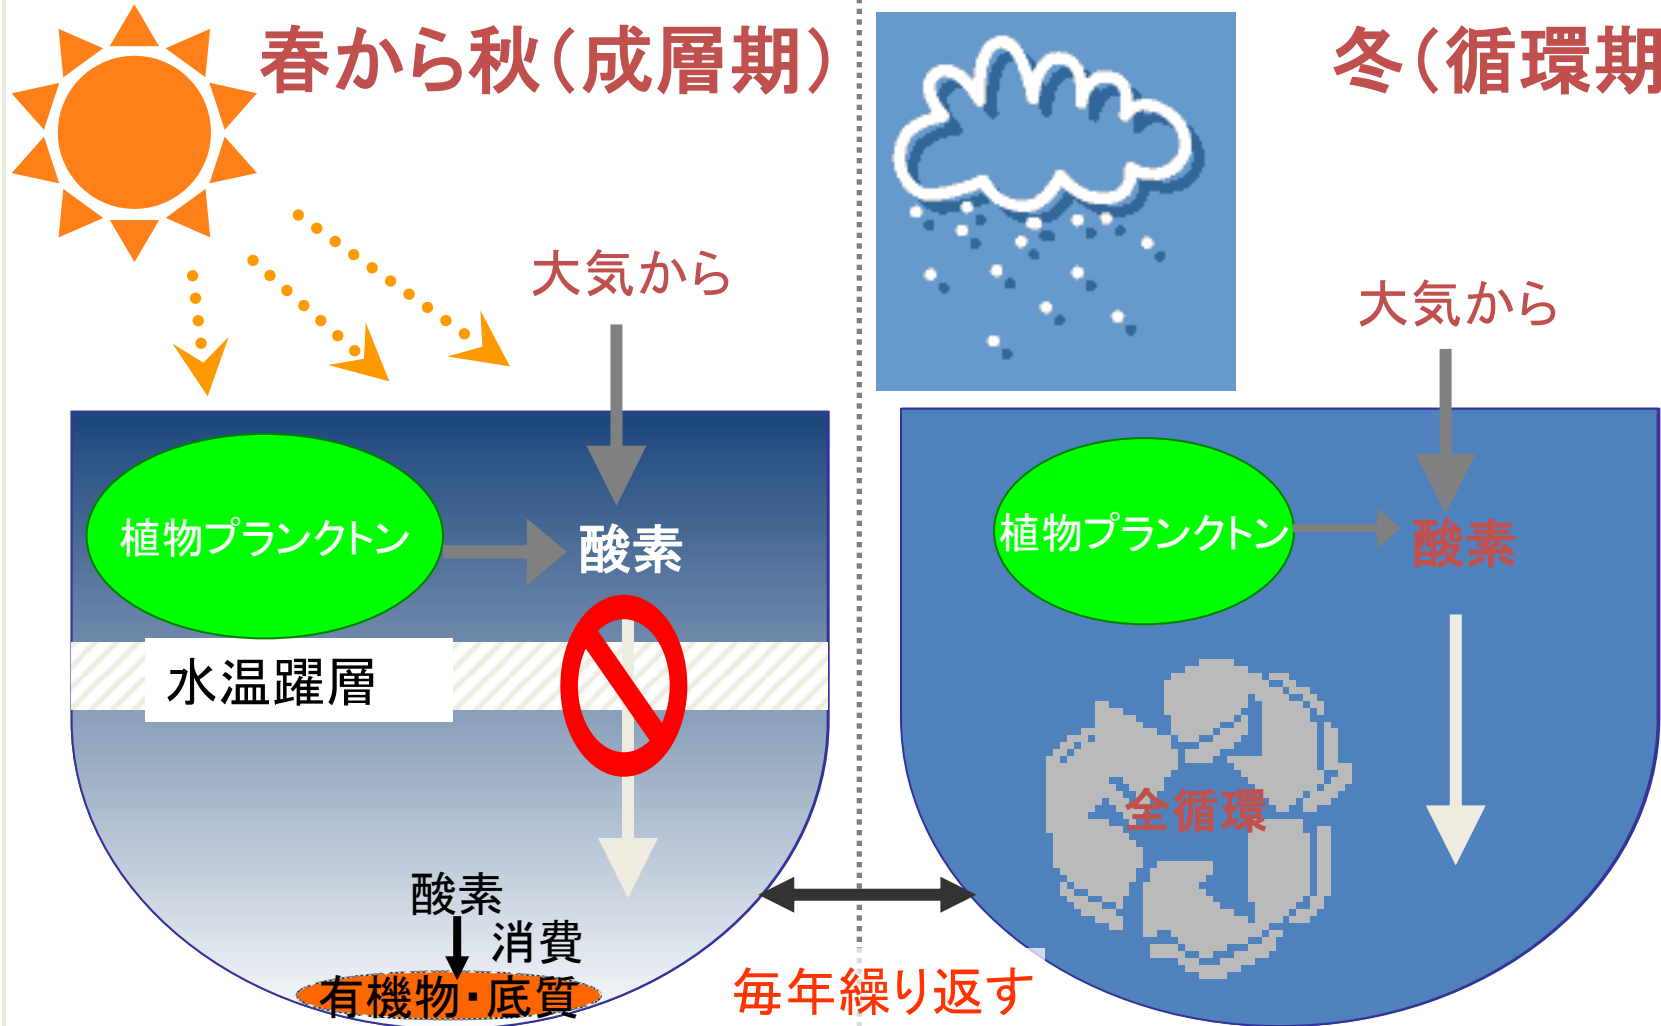 春から秋（成層期）
大気から
植物プランクトン
酸素
水温躍層
酸素
消費
有機物・底質
冬（循環期
大気から
植物プランクトン
酸素
全循環
毎年繰り返す